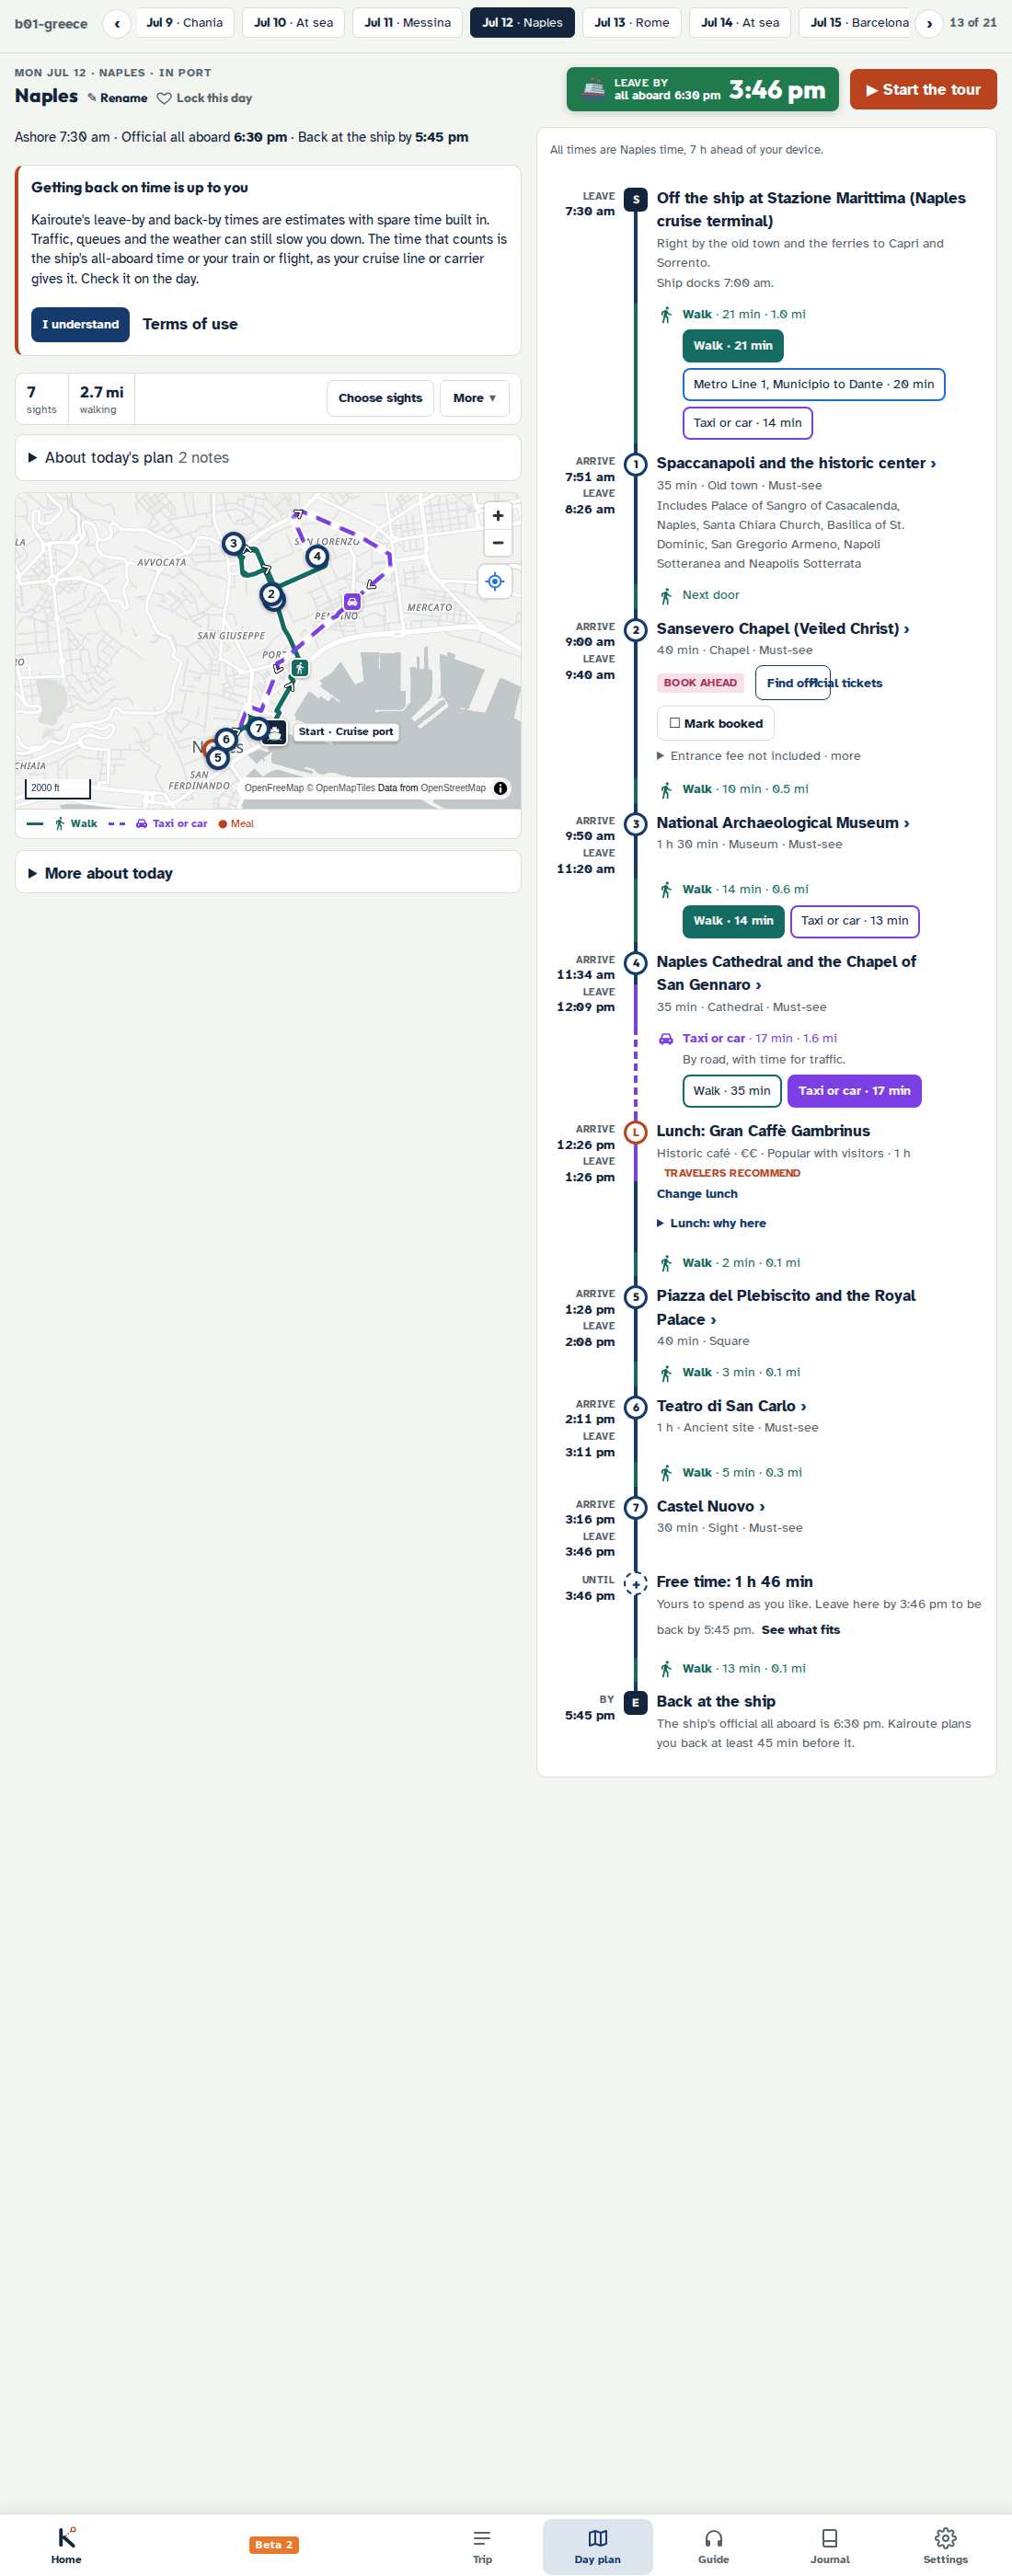 b01-greece
‹
Jul 9 · Chania
Jul 10 · At sea
Jul 11 · Messina
Jul 12 · Naples
Jul 13 · Rome
Jul 14 · At sea
Jul 15 · Barcelona
›
13 of 21
MON JUL 12 · NAPLES · IN PORT
Naples ✎ Rename ♡ Lock this day
LEAVE BY
all aboard 6:30 pm
3:46 pm
▶ Start the tour
Ashore 7:30 am · Official all aboard 6:30 pm · Back at the ship by 5:45 pm
Getting back on time is up to you
Kairoute's leave-by and back-by times are estimates with spare time built in.
Traffic, queues and the weather can still slow you down. The time that counts is
the ship's all-aboard time or your train or flight, as your cruise line or carrier
gives it. Check it on the day.
I understand
Terms of use
7
sights
2.7 mi
walking
Choose sights
More ▼
▶ About today's plan 2 notes
AVVOCATA
SAN GIUSEPPE
MERCATO
3
4
2
7
6
5
Start · Cruise port
CHIAIA
SAN
FERDINANDO
2000 ft
OpenFreeMap © OpenMapTiles Data from OpenStreetMap
+
−
Walk
Taxi or car
Meal
▶ More about today
All times are Naples time, 7 h ahead of your device.
LEAVE
7:30 am
S
Off the ship at Stazione Marittima (Naples
cruise terminal)
Right by the old town and the ferries to Capri and
Sorrento.
Ship docks 7:00 am.
Walk · 21 min · 1.0 mi
Walk · 21 min
Metro Line 1, Municipio to Dante · 20 min
Taxi or car · 14 min
ARRIVE
7:51 am
LEAVE
8:26 am
1
Spaccanapoli and the historic center ›
35 min · Old town · Must-see
Includes Palace of Sangro of Casacalenda,
Naples, Santa Chiara Church, Basilica of St.
Dominic, San Gregorio Armeno, Napoli
Sotteranea and Neapolis Sotterrata
Next door
ARRIVE
9:00 am
LEAVE
9:40 am
2
Sansevero Chapel (Veiled Christ) ›
40 min · Chapel · Must-see
BOOK AHEAD
Find official tickets
☐ Mark booked
▶ Entrance fee not included · more
Walk · 10 min · 0.5 mi
ARRIVE
9:50 am
LEAVE
11:20 am
3
National Archaeological Museum ›
1 h 30 min · Museum · Must-see
Walk · 14 min · 0.6 mi
Walk · 14 min
Taxi or car · 13 min
ARRIVE
11:34 am
LEAVE
12:09 pm
4
Naples Cathedral and the Chapel of
San Gennaro ›
35 min · Cathedral · Must-see
Taxi or car · 17 min · 1.6 mi
By road, with time for traffic.
Walk · 35 min
Taxi or car · 17 min
ARRIVE
12:26 pm
LEAVE
1:26 pm
L
Lunch: Gran Caffè Gambrinus
Historic café · €€ · Popular with visitors · 1 h
TRAVELERS RECOMMEND
Change lunch
▶ Lunch: why here
Walk · 2 min · 0.1 mi
ARRIVE
1:28 pm
LEAVE
2:08 pm
5
Piazza del Plebiscito and the Royal
Palace ›
40 min · Square
Walk · 3 min · 0.1 mi
ARRIVE
2:11 pm
LEAVE
3:11 pm
6
Teatro di San Carlo ›
1 h · Ancient site · Must-see
Walk · 5 min · 0.3 mi
ARRIVE
3:16 pm
LEAVE
3:46 pm
7
Castel Nuovo ›
30 min · Sight · Must-see
UNTIL
3:46 pm
+
Free time: 1 h 46 min
Yours to spend as you like. Leave here by 3:46 pm to be
back by 5:45 pm. See what fits
Walk · 13 min · 0.1 mi
BY
5:45 pm
E
Back at the ship
The ship's official all aboard is 6:30 pm. Kairoute plans
you back at least 45 min before it.
Home
Beta 2
Trip
Day plan
Guide
Journal
Settings